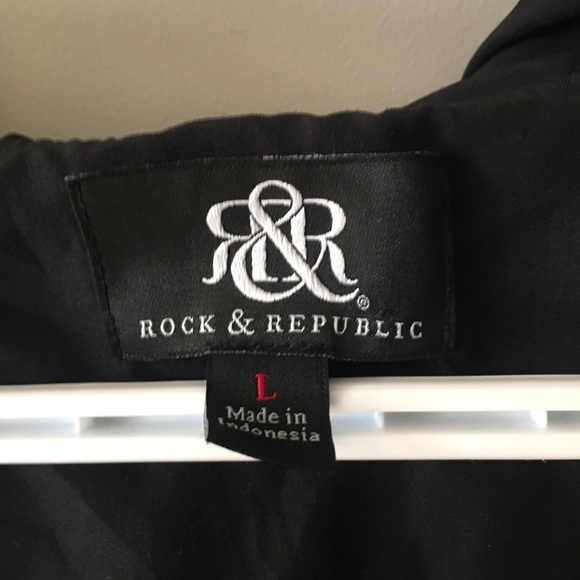 R&R®
ROCK & REPUBLIC
L
Made in
Indonesia